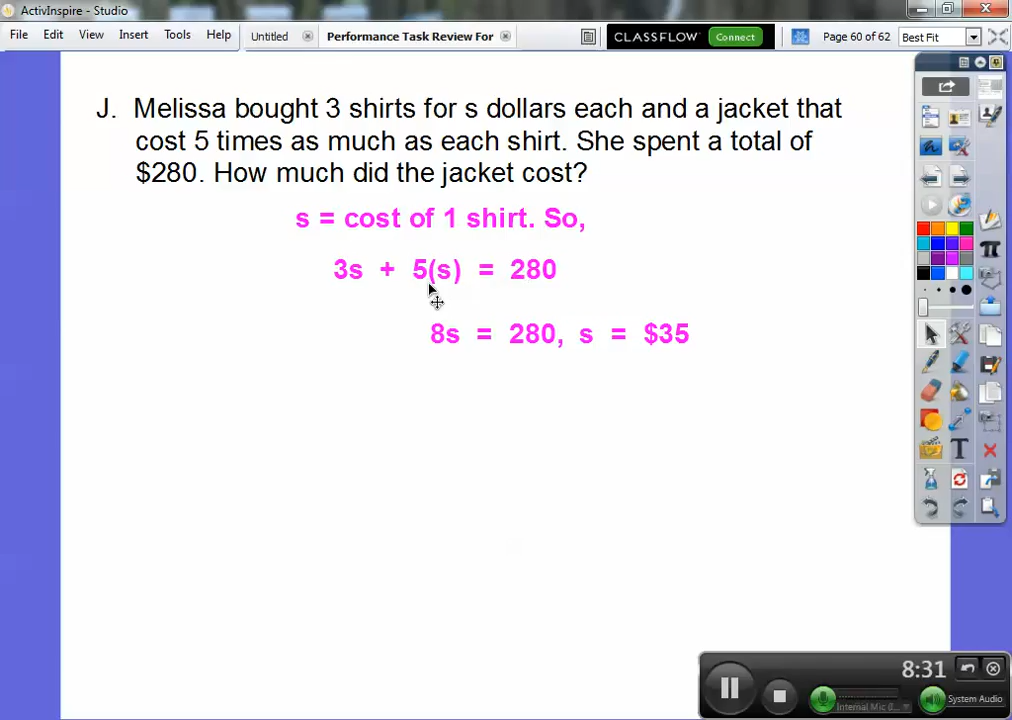 ActivInspire - Studio
File Edit View Insert Tools Help Untitled Performance Task Review For CLASSFLOW Connect Page 60 of 62 Best Fit
J. Melissa bought 3 shirts for s dollars each and a jacket that
cost 5 times as much as each shirt. She spent a total of
$280. How much did the jacket cost?
s = cost of 1 shirt. So,
3s + 5(s) = 280
8s = 280, s = $35
8:31
Internal Mic System Audio